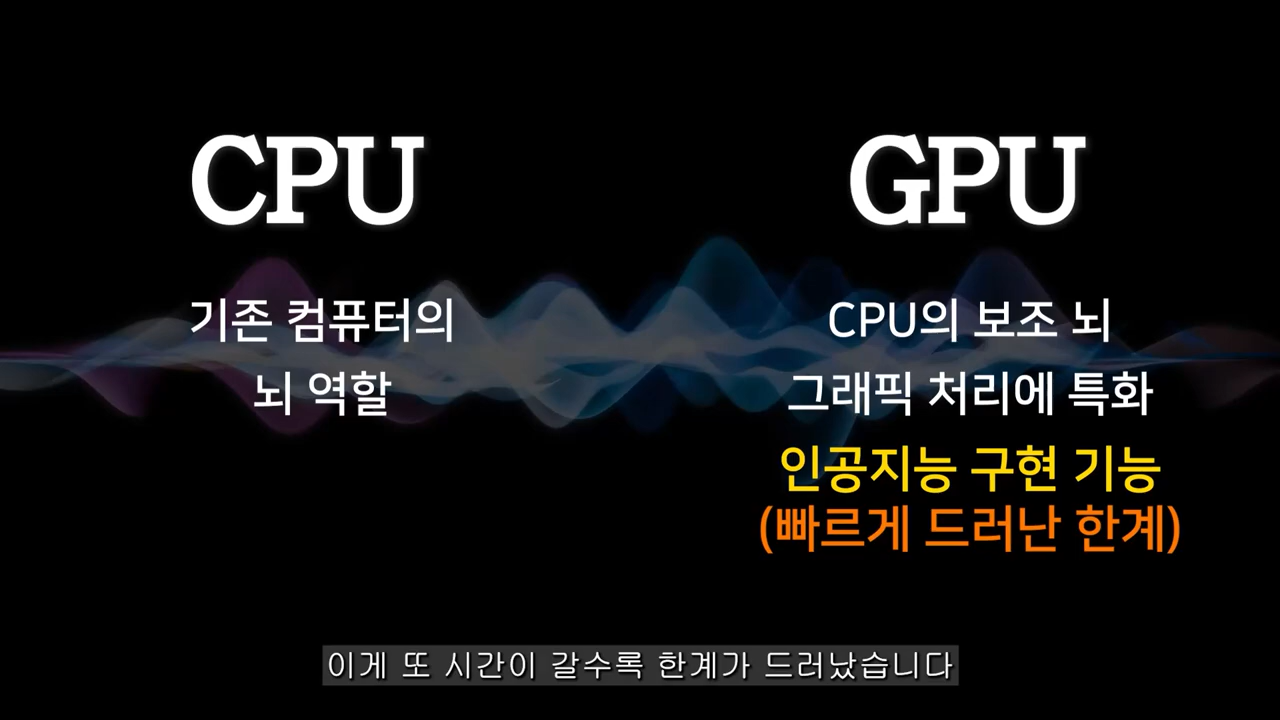 CPU
기존 컴퓨터의
뇌 역할
GPU
CPU의 보조 뇌
그래픽 처리에 특화
인공지능 구현 기능
(빠르게 드러난 한계)
이게 또 시간이 갈수록 한계가 드러났습니다